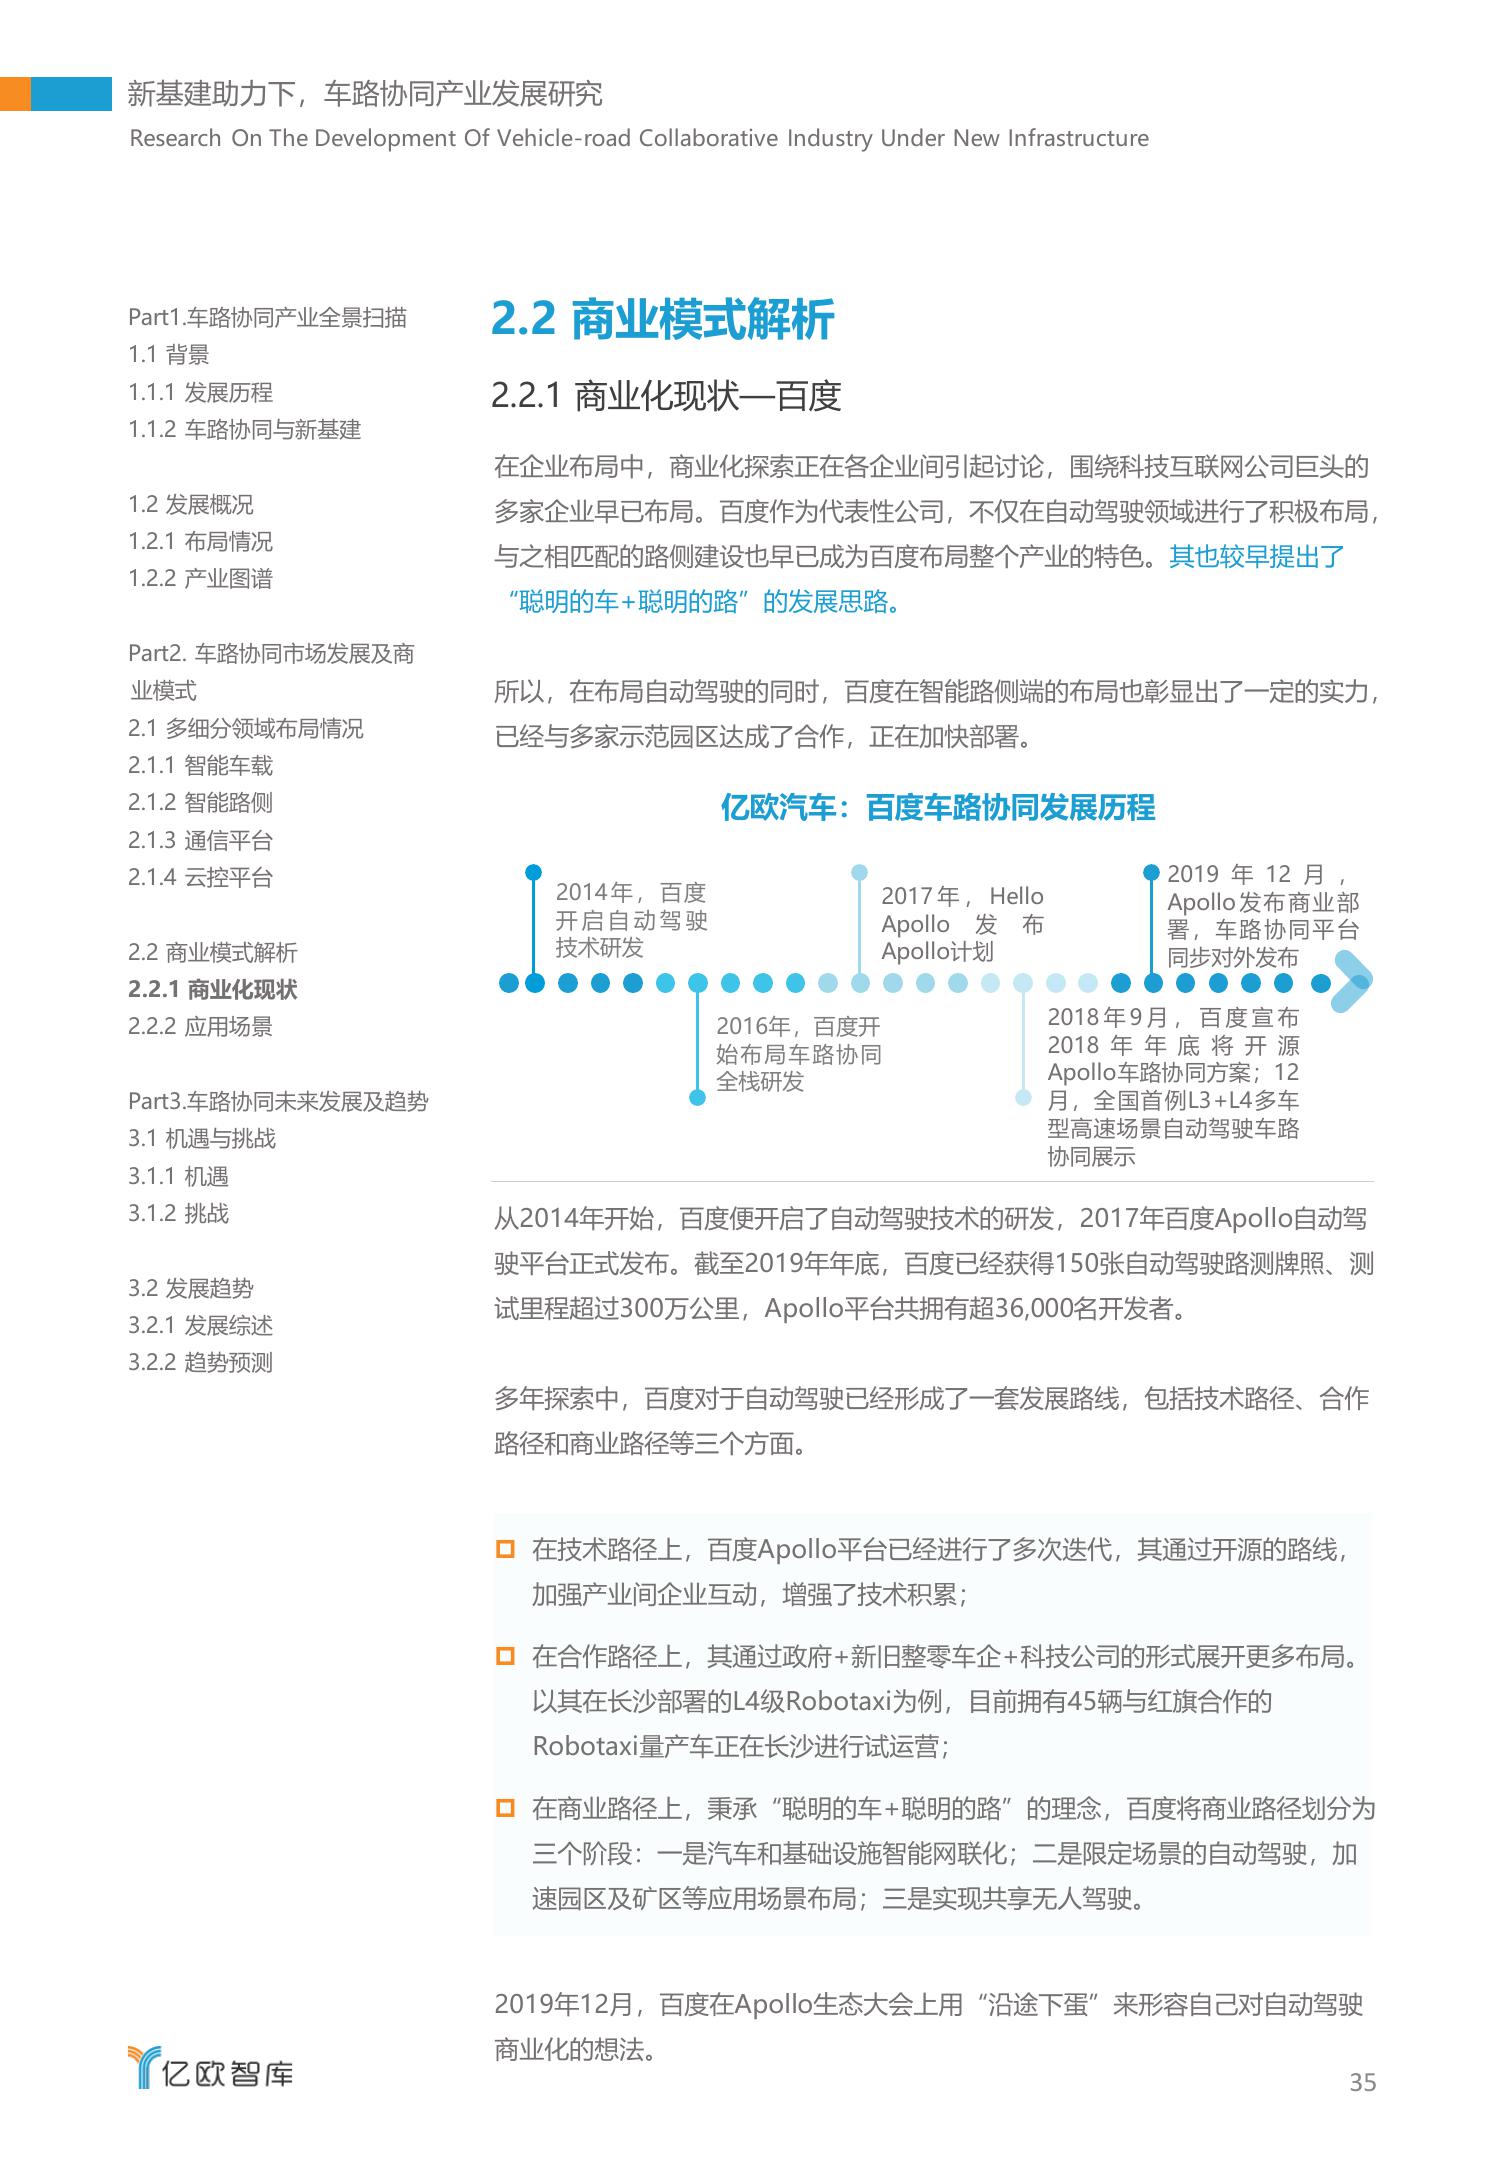 新基建助力下，车路协同产业发展研究
Research On The Development Of Vehicle-road Collaborative Industry Under New Infrastructure
Part1.车路协同产业全景扫描
1.1 背景
1.1.1 发展历程
1.1.2 车路协同与新基建
1.2 发展概况
1.2.1 布局情况
1.2.2 产业图谱
Part2. 车路协同市场发展及商
业模式
2.1 多细分领域布局情况
2.1.1 智能车载
2.1.2 智能路侧
2.1.3 通信平台
2.1.4 云控平台
2.2 商业模式解析
2.2.1 商业化现状
2.2.2 应用场景
Part3.车路协同未来发展及趋势
3.1 机遇与挑战
3.1.1 机遇
3.1.2 挑战
3.2 发展趋势
3.2.1 发展综述
3.2.2 趋势预测
2.2 商业模式解析
2.2.1 商业化现状—百度
在企业布局中，商业化探索正在各企业间引起讨论，围绕科技互联网公司巨头的
多家企业早已布局。百度作为代表性公司，不仅在自动驾驶领域进行了积极布局，
与之相匹配的路侧建设也早已成为百度布局整个产业的特色。其也较早提出了
“聪明的车+聪明的路”的发展思路。
所以，在布局自动驾驶的同时，百度在智能路侧端的布局也彰显出了一定的实力，
已经与多家示范园区达成了合作，正在加快部署。
亿欧汽车：百度车路协同发展历程
2014年，百度
开启自动驾驶
技术研发
2016年，百度开
始布局车路协同
全栈研发
2017年，Hello
Apollo 发 布
Apollo计划
2018年9月，百度宣布
2018 年 年 底 将 开 源
Apollo车路协同方案；12
月，全国首例L3+L4多车
型高速场景自动驾驶车路
协同展示
2019 年 12 月，
Apollo发布商业部
署，车路协同平台
同步对外发布
从2014年开始，百度便开启了自动驾驶技术的研发，2017年百度Apollo自动驾
驶平台正式发布。截至2019年年底，百度已经获得150张自动驾驶路测牌照、测
试里程超过300万公里，Apollo平台共拥有超36,000名开发者。
多年探索中，百度对于自动驾驶已经形成了一套发展路线，包括技术路径、合作
路径和商业路径等三个方面。
在技术路径上，百度Apollo平台已经进行了多次迭代，其通过开源的路线，
加强产业间企业互动，增强了技术积累；
在合作路径上，其通过政府+新旧整零车企+科技公司的形式展开更多布局。
以其在长沙部署的L4级Robotaxi为例，目前拥有45辆与红旗合作的
Robotaxi量产车正在长沙进行试运营；
在商业路径上，秉承“聪明的车+聪明的路”的理念，百度将商业路径划分为
三个阶段：一是汽车和基础设施智能网联化；二是限定场景的自动驾驶，加
速园区及矿区等应用场景布局；三是实现共享无人驾驶。
2019年12月，百度在Apollo生态大会上用“沿途下蛋”来形容自己对自动驾驶
商业化的想法。
亿欧智库
35